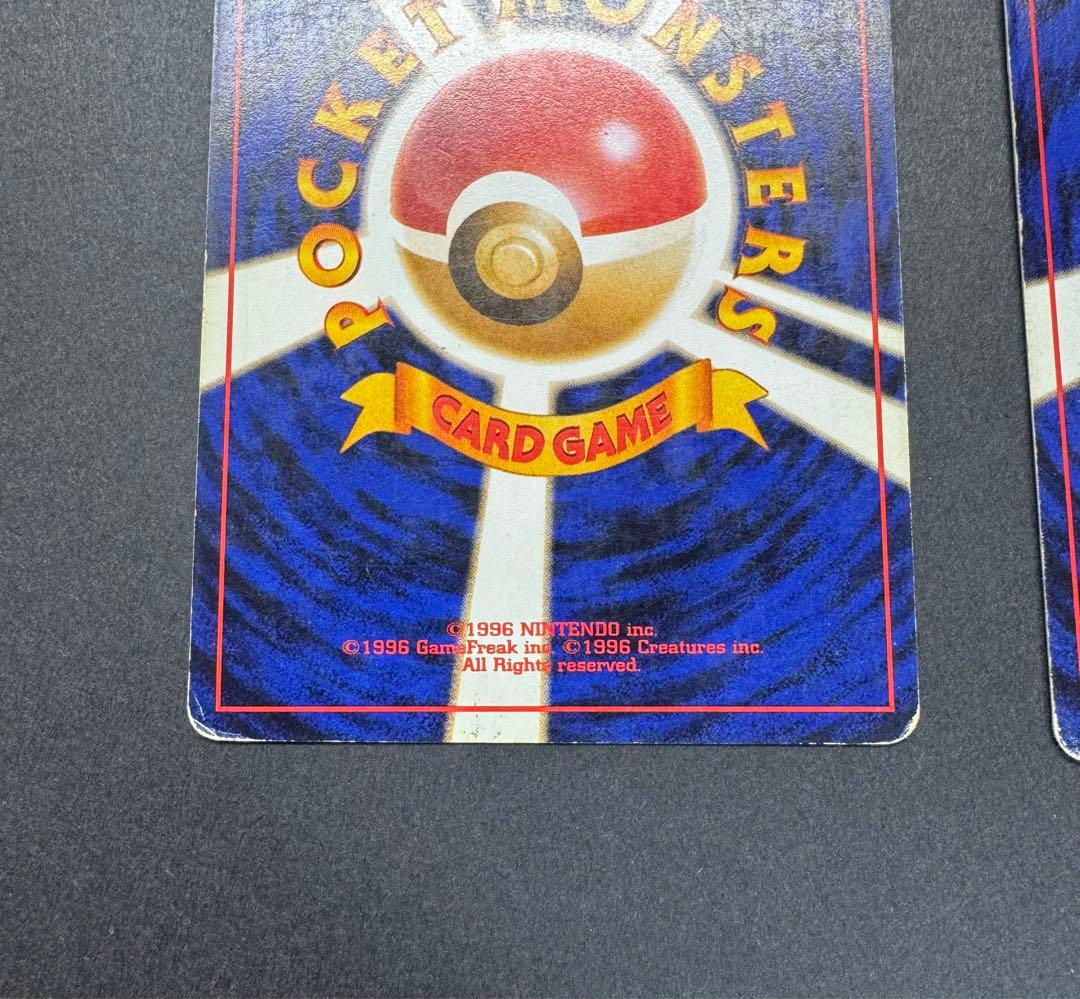 POCKET MONSTERS
CARD GAME
©1996 NINTENDO inc.
©1996 GameFreak inc. ©1996 Creatures inc.
All Rights reserved.